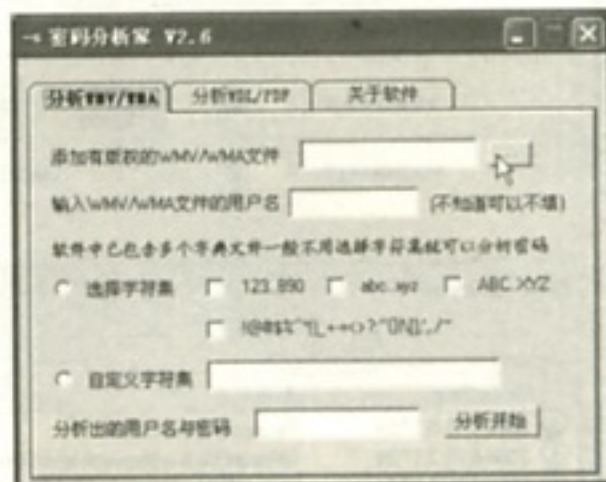 密码分析家 V2.6
分析WMV/WMA 分析WDL/PDP 关于软件
添加有版权的WMV/WMA文件
输入WMV/WMA文件的用户名 (不知道可以不填)
软件中已包含多个字典文件一般不用选择字符集就可以分析密码
选择字符集 123..890 abc..xyz ABC..XYZ
自定义字符集
分析出的用户名与密码 分析开始